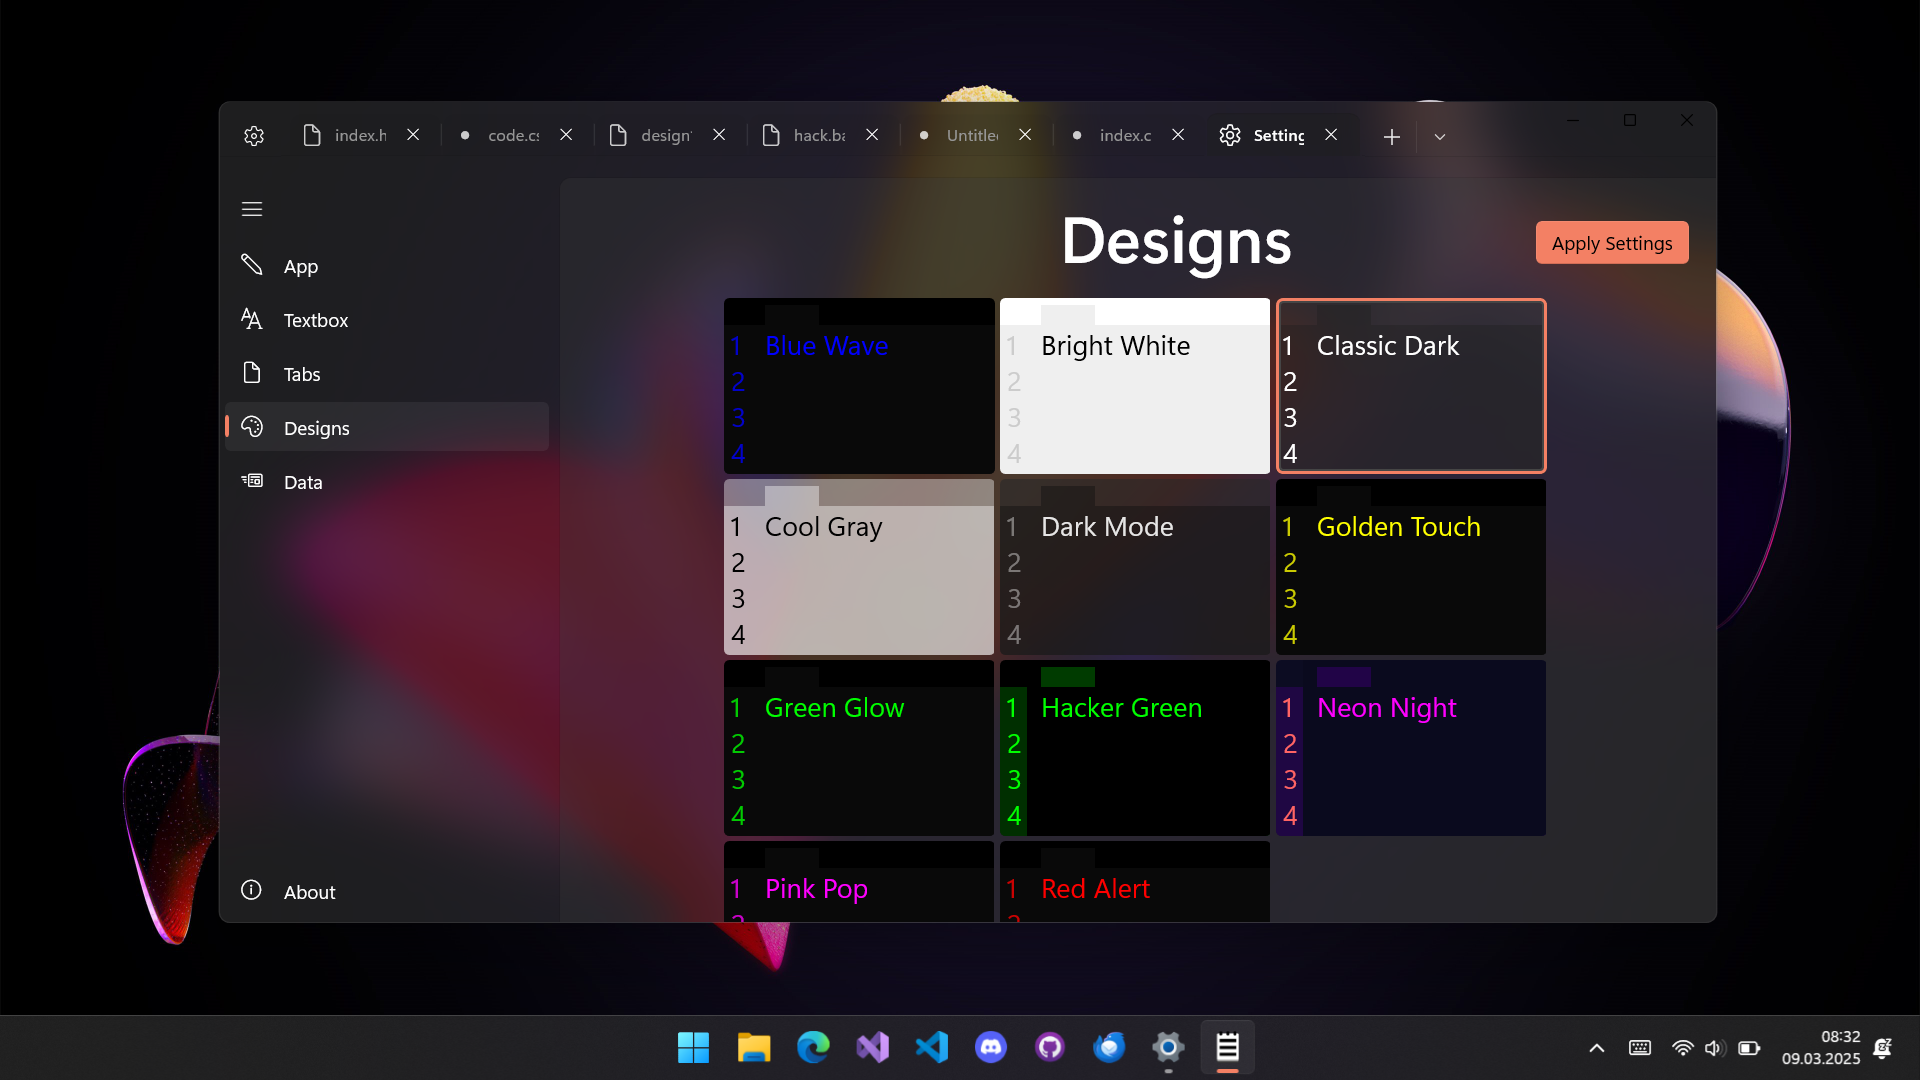 index.h
code.cs
design
hack.ba
Untitle
index.c
Setting
App
Textbox
Tabs
Designs
Data
About
Designs
Apply Settings
1 Blue Wave
2
3
4
1 Bright White
2
3
4
1 Classic Dark
2
3
4
1 Cool Gray
2
3
4
1 Dark Mode
2
3
4
1 Golden Touch
2
3
4
1 Green Glow
2
3
4
1 Hacker Green
2
3
4
1 Neon Night
2
3
4
1 Pink Pop
2
1 Red Alert
2
08:32
09.03.2025